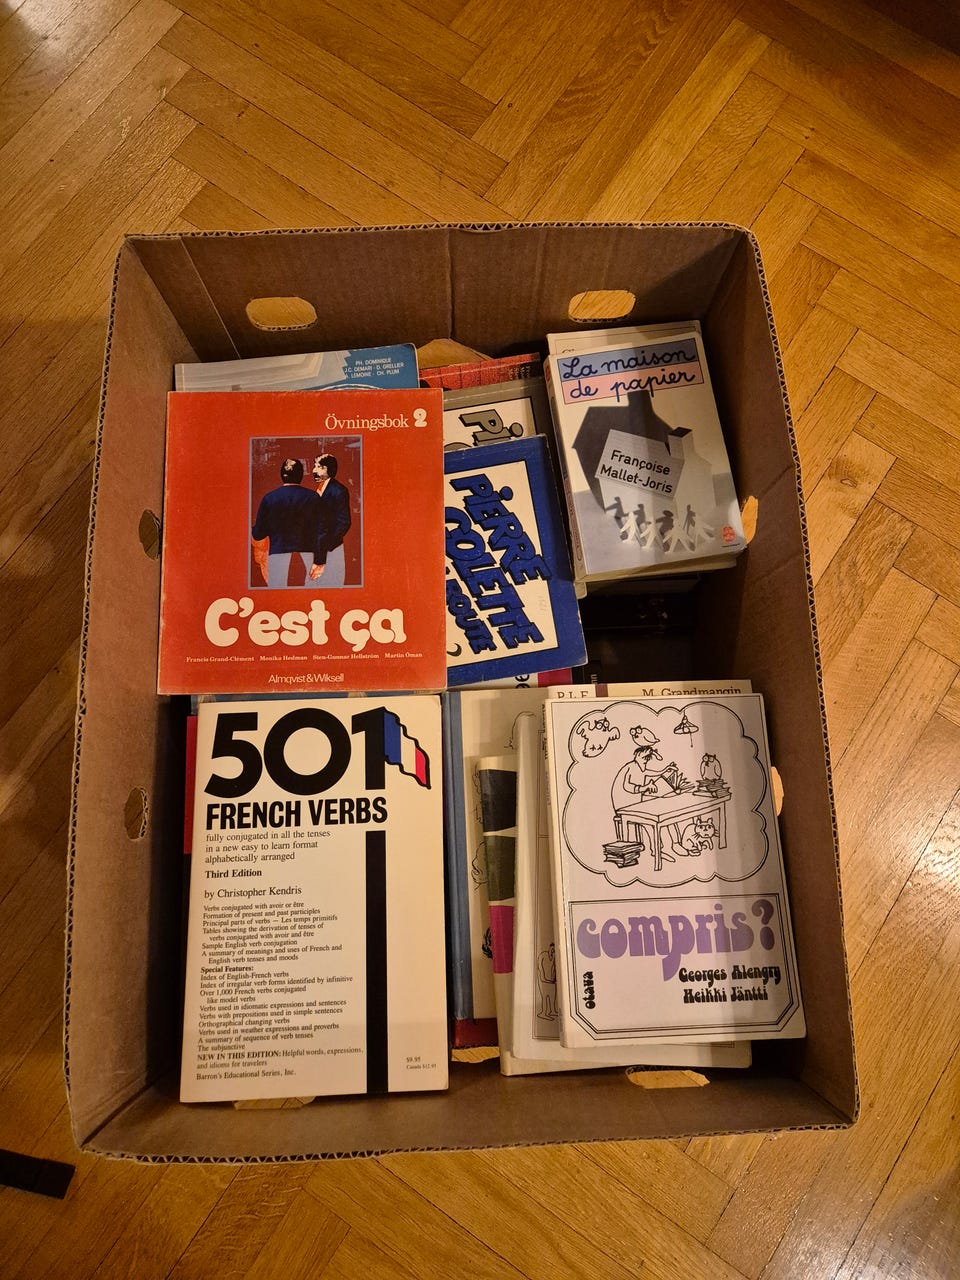 PH. DOMINIQUE
J.C. DEMARI - D. GRELLIER
LEMOINE - CH. PLUM
Övningsbok 2
C'est ça
Francis Grand-Clément Monika Hedman Sten-Gunnar Hellström Martin Öman
Almqvist & Wiksell
PIERRE
COLETTE
La maison
de papier
Françoise
Mallet-Joris
501
FRENCH VERBS
fully conjugated in all the tenses
in a new easy to learn format
alphabetically arranged
Third Edition
by Christopher Kendris
Verbs conjugated with avoir or être
Formation of present and past participles
Principal parts of verbs — Les temps primitifs
Tables showing the derivation of tenses of
verbs conjugated with avoir and être
Sample English verb conjugation
A summary of meanings and uses of French and
English verb tenses and moods
Special Features:
Index of English-French verbs
Index of irregular verb forms identified by infinitive
Over 1,000 French verbs conjugated
like model verbs
Verbs used in idiomatic expressions and sentences
Verbs with prepositions used in simple sentences
Orthographical changing verbs
Verbs used in weather expressions and proverbs
A summary of sequence of verb tenses
The subjunctive
NEW IN THIS EDITION: Helpful words, expressions,
and idioms for travelers
Barron's Educational Series, Inc.
$9.95
Canada $12.95
P.L.F.
M. Grandmangin
compris?
Georges Alengry
Heikki Jäntti
otava